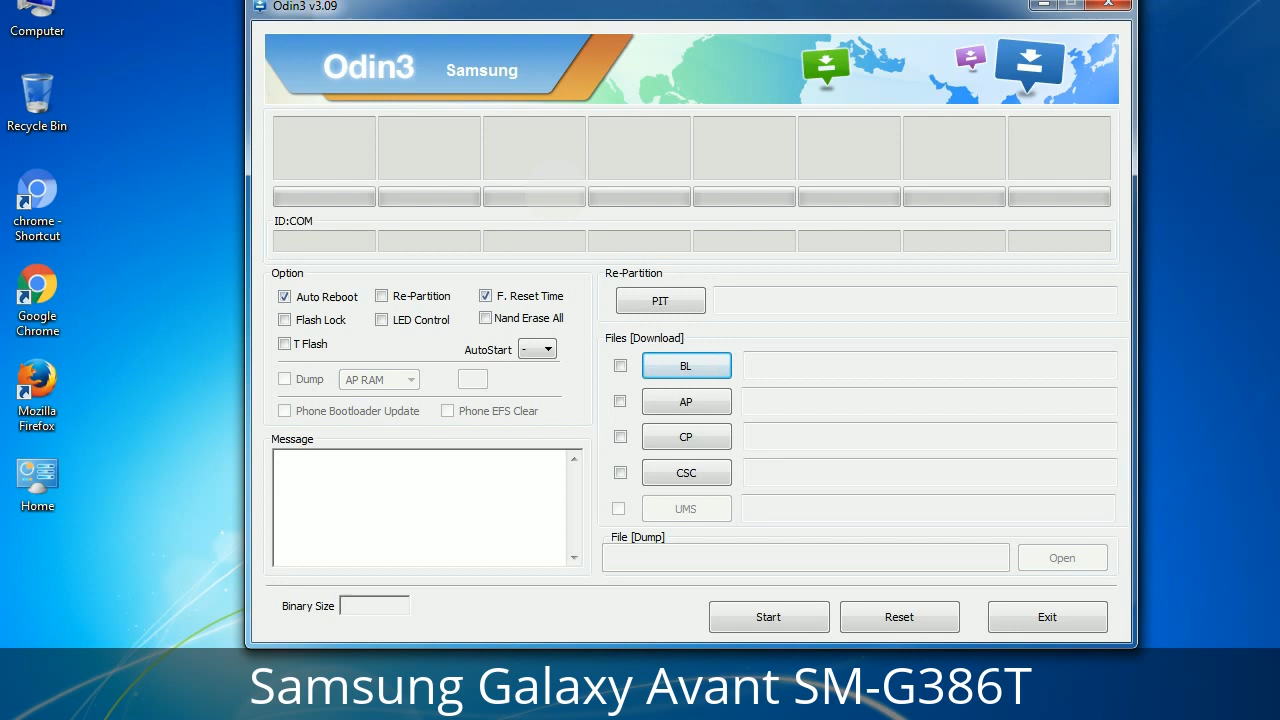 Odin3 v3.09
Computer
Recycle Bin
chrome -
Shortcut
Google
Chrome
Mozilla
Firefox
Home
Odin3 Samsung
ID:COM
Option
Auto Reboot Re-Partition F. Reset Time
Flash Lock LED Control Nand Erase All
T Flash
AutoStart -
Dump AP RAM
Phone Bootloader Update Phone EFS Clear
Message
Re-Partition
PIT
Files [Download]
BL
AP
CP
CSC
UMS
File [Dump]
Open
Binary Size
Start Reset Exit
Samsung Galaxy Avant SM-G386T